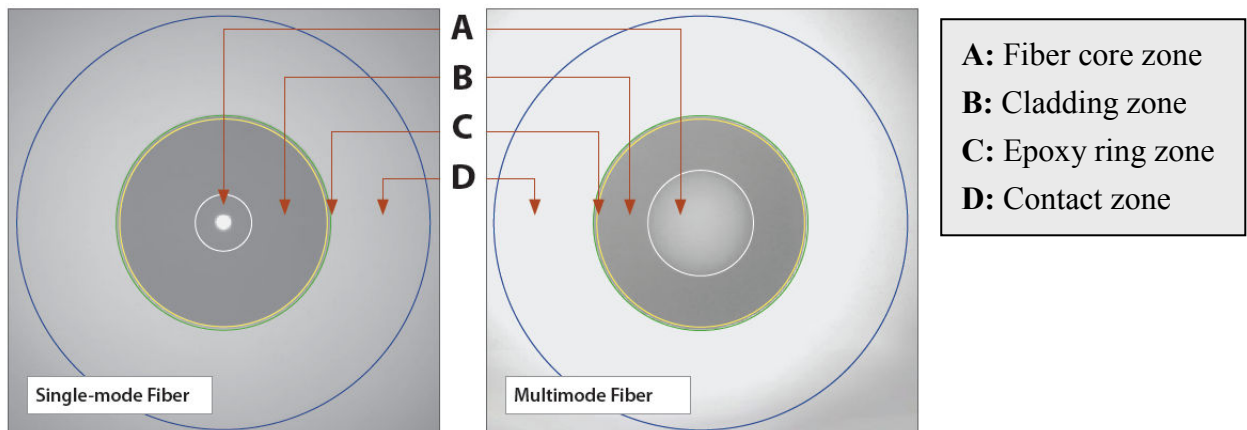 A
B
C
D
Single-mode Fiber
Multimode Fiber
A: Fiber core zone
B: Cladding zone
C: Epoxy ring zone
D: Contact zone